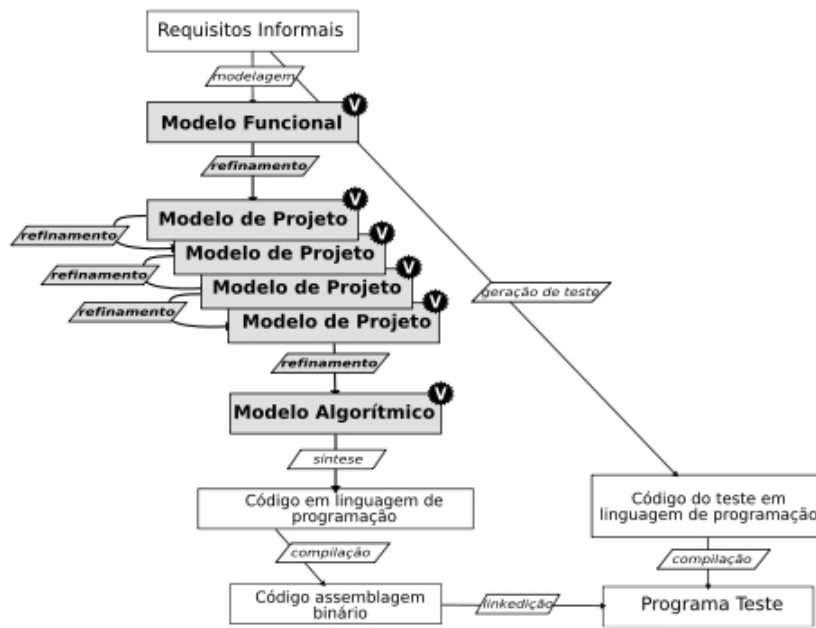 Requisitos Informais
modelagem
V
Modelo Funcional
refinamento
V
Modelo de Projeto
refinamento
V
Modelo de Projeto
refinamento
V
Modelo de Projeto
refinamento
V
Modelo de Projeto
geração de teste
refinamento
V
Modelo Algorítmico
síntese
Código em linguagem de
programação
Código do teste em
linguagem de programação
compilação
compilação
Código assemblagem
binário
linkedição
Programa Teste